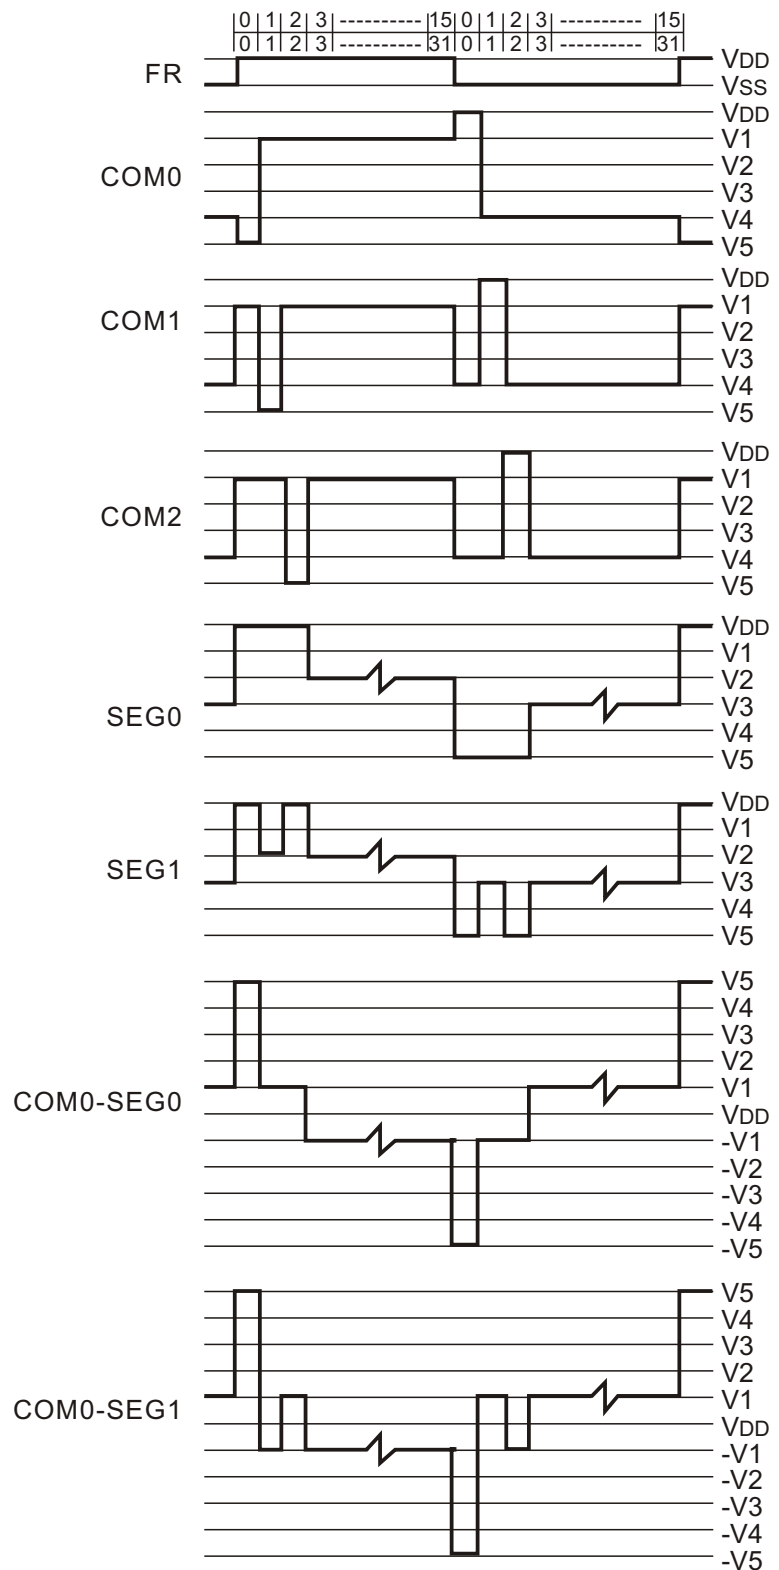 0 1 2 3 ----------- 15 0 1 2 3 ----------- 15
0 1 2 3 ----------- 31 0 1 2 3 ----------- 31
FR
VDD
VSS
COM0
VDD
V1
V2
V3
V4
V5
COM1
VDD
V1
V2
V3
V4
V5
COM2
VDD
V1
V2
V3
V4
V5
SEG0
VDD
V1
V2
V3
V4
V5
SEG1
VDD
V1
V2
V3
V4
V5
COM0-SEG0
V5
V4
V3
V2
V1
VDD
-V1
-V2
-V3
-V4
-V5
COM0-SEG1
V5
V4
V3
V2
V1
VDD
-V1
-V2
-V3
-V4
-V5